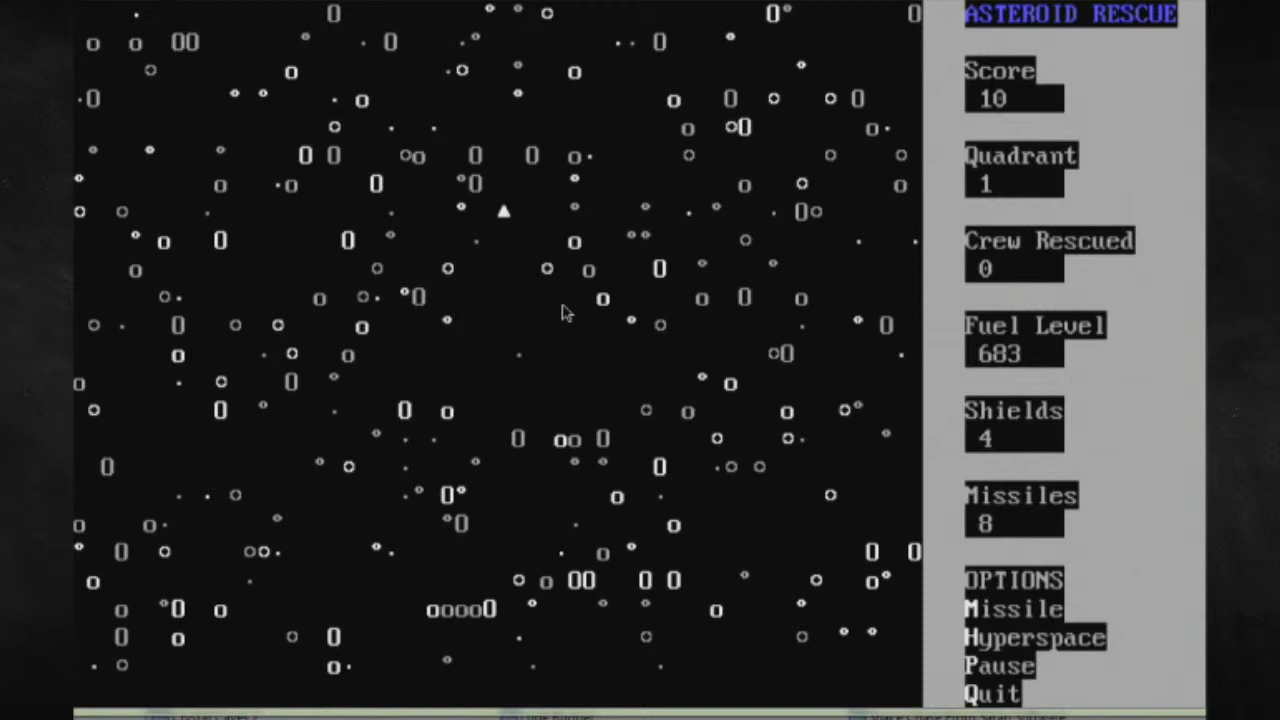 ASTEROID RESCUE
Score
10
Quadrant
1
Crew Rescued
0
Fuel Level
683
Shields
4
Missiles
8
OPTIONS
Missile
Hyperspace
Pause
Quit